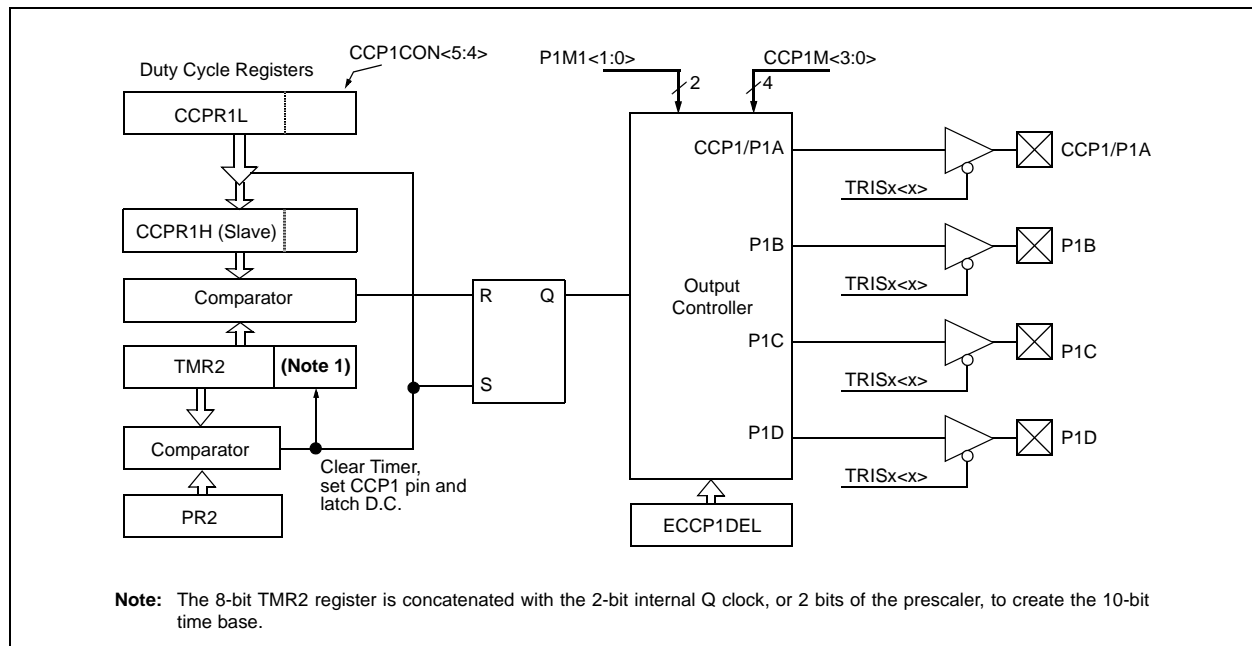 CCP1CON<5:4>
Duty Cycle Registers
CCPR1L
CCPR1H (Slave)
Comparator
TMR2
(Note 1)
Comparator
PR2
Clear Timer,
set CCP1 pin and
latch D.C.
R
Q
S
P1M1<1:0>
2
CCP1M<3:0>
4
Output
Controller
CCP1/P1A
P1B
P1C
P1D
ECCP1DEL
TRISx<x>
CCP1/P1A
TRISx<x>
P1B
TRISx<x>
P1C
TRISx<x>
P1D
Note: The 8-bit TMR2 register is concatenated with the 2-bit internal Q clock, or 2 bits of the prescaler, to create the 10-bit
time base.